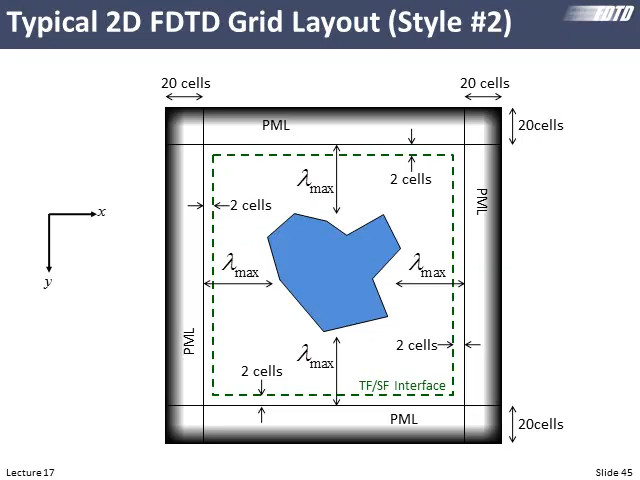 Typical 2D FDTD Grid Layout (Style #2)
FDTD
20 cells
20 cells
PML
20cells
λmax
2 cells
PML
2 cells
x
λmax
λmax
y
PML
λmax
2 cells
2 cells
TF/SF Interface
PML
20cells
Lecture 17
Slide 45